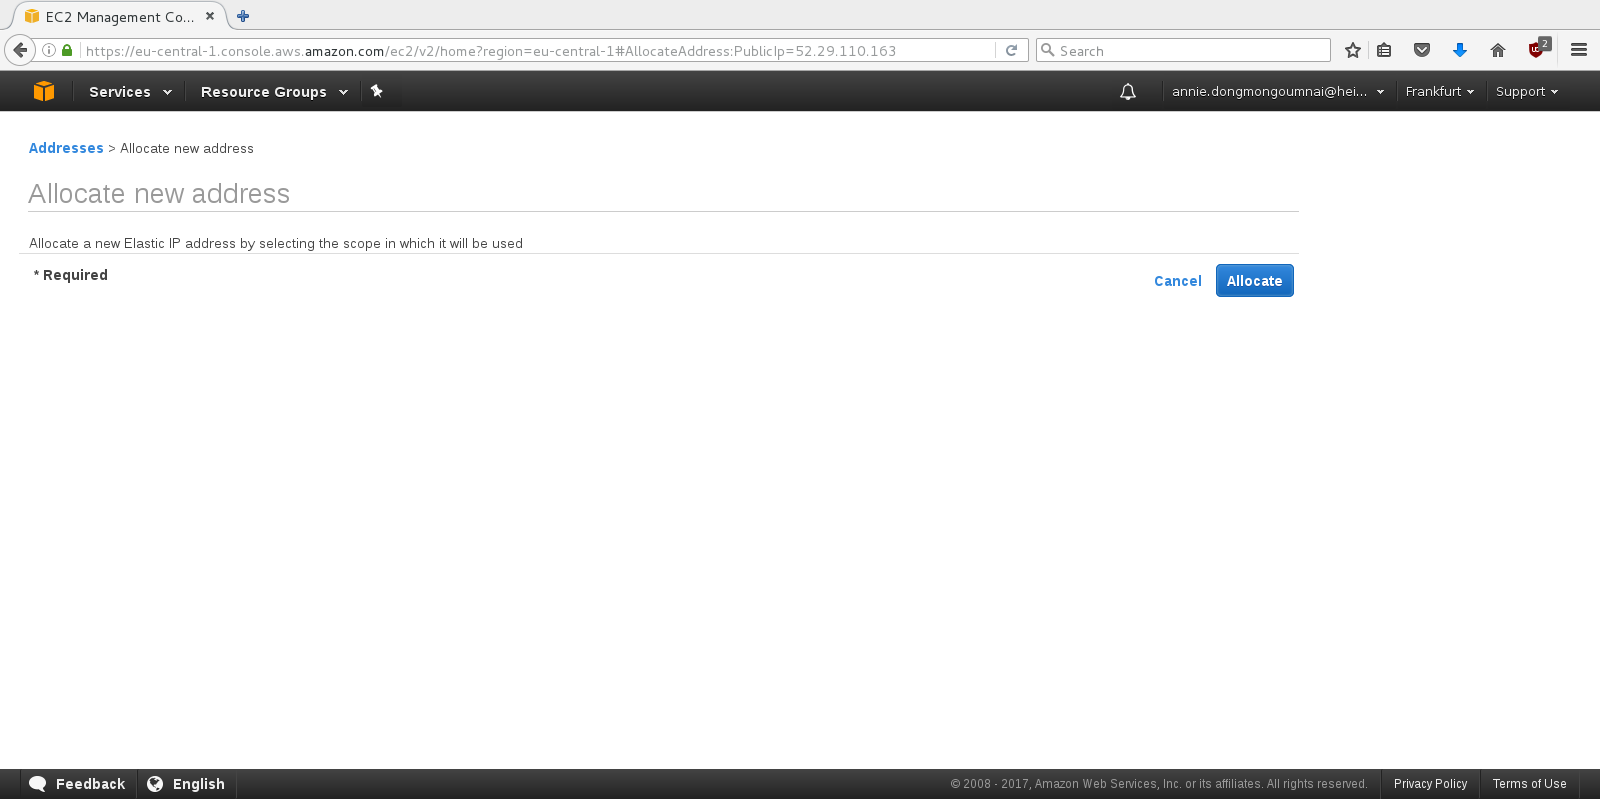 EC2 Management Co...
https://eu-central-1.console.aws.amazon.com/ec2/v2/home?region=eu-central-1#AllocateAddress:PublicIp=52.29.110.163
Search
2
Services
Resource Groups
annie.dongmongoumnai@hei...
Frankfurt
Support
Addresses > Allocate new address
Allocate new address
Allocate a new Elastic IP address by selecting the scope in which it will be used
* Required
Cancel
Allocate
Feedback
English
© 2008 - 2017, Amazon Web Services, Inc. or its affiliates. All rights reserved.
Privacy Policy
Terms of Use